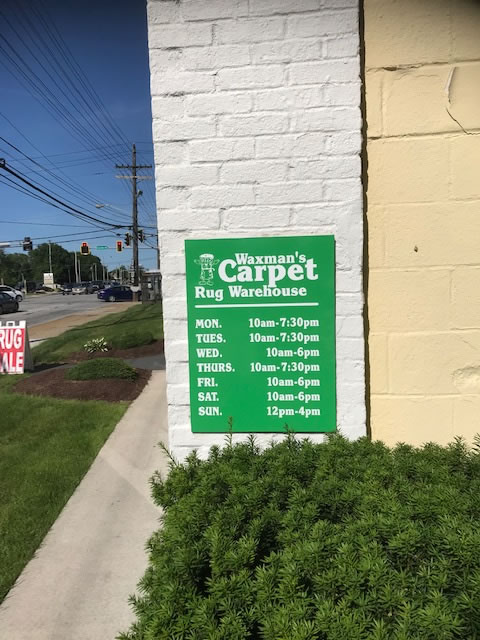 Waxman's
Carpet
Rug Warehouse
MON. 10am-7:30pm
TUES. 10am-7:30pm
WED. 10am-6pm
THURS. 10am-7:30pm
FRI. 10am-6pm
SAT. 10am-6pm
SUN. 12pm-4pm
RUG
ALE